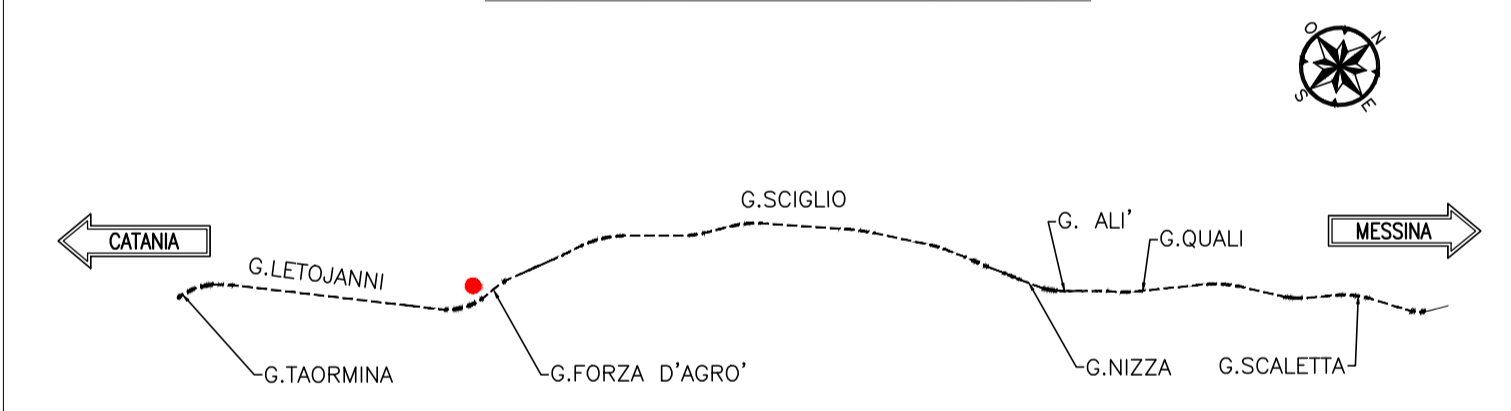 O
N
S
E
G.SCIGLIO
G. ALI'
CATANIA
G.QUALI
MESSINA
G.LETOJANNI
G.TAORMINA
G.FORZA D'AGRO'
G.NIZZA
G.SCALETTA